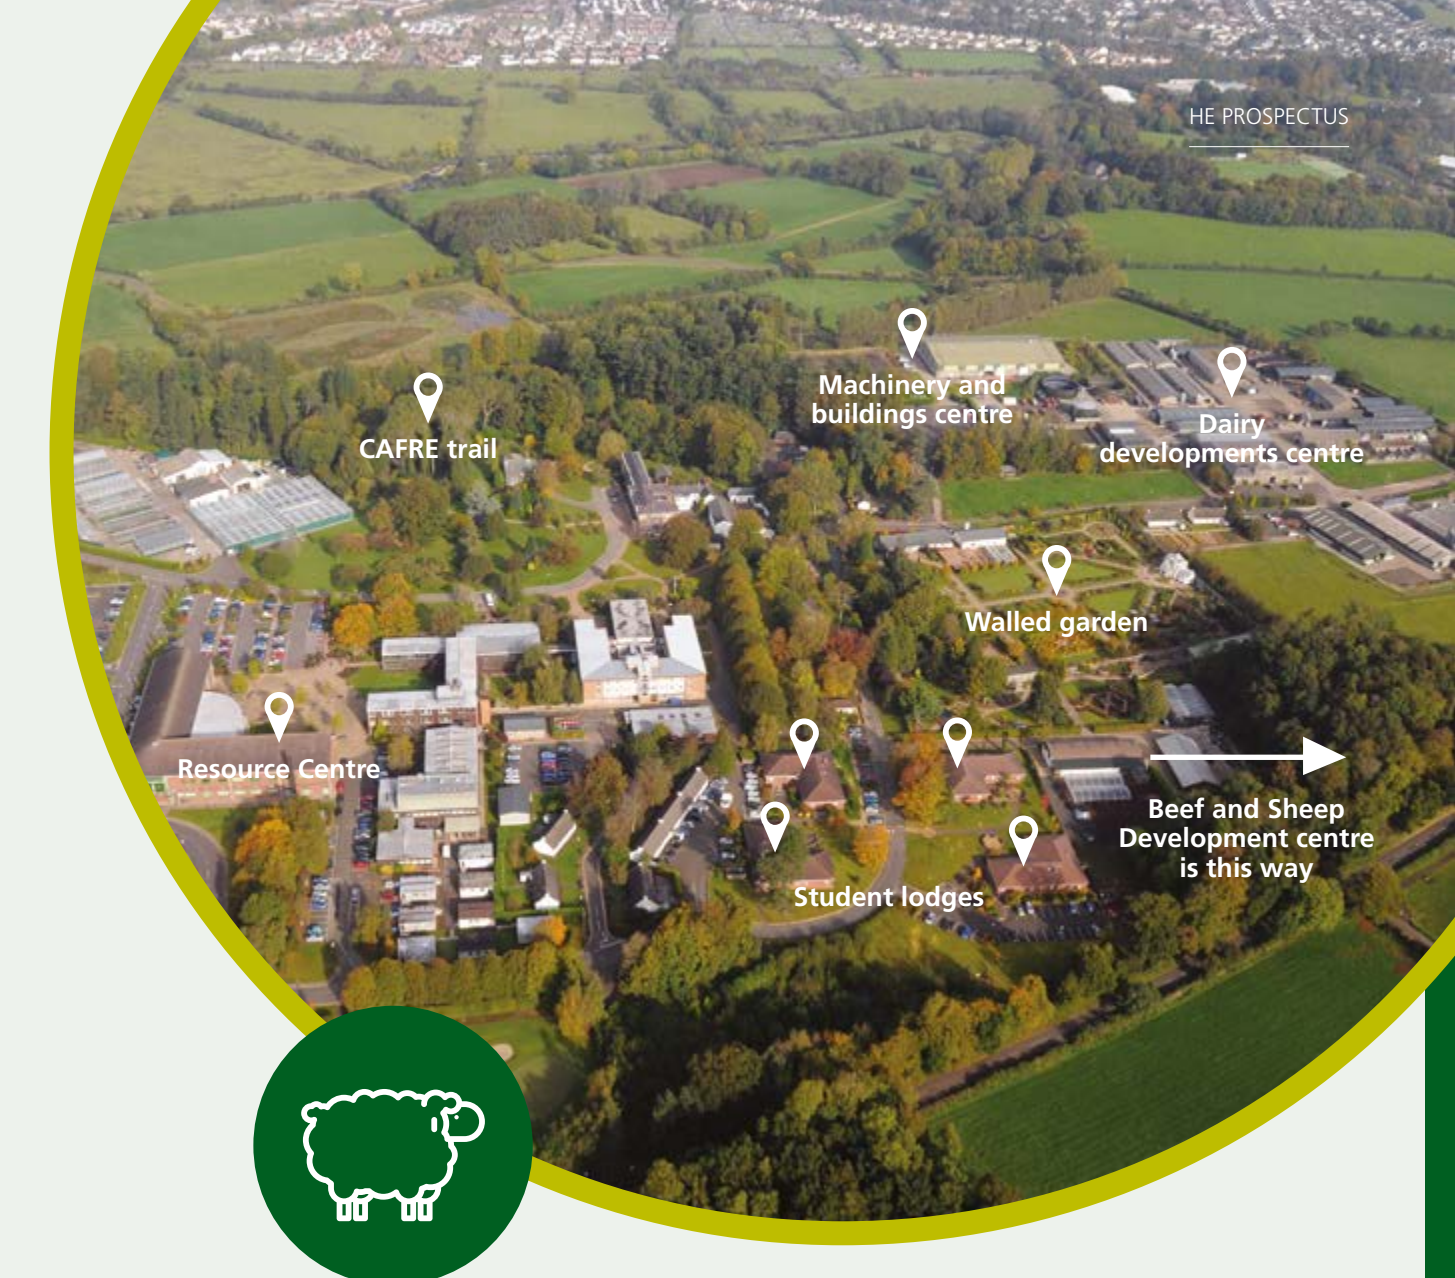 HE PROSPECTUS
Machinery and
buildings centre
Dairy
developments centre
CAFRE trail
Walled garden
Resource Centre
Beef and Sheep
Development centre
is this way
Student lodges